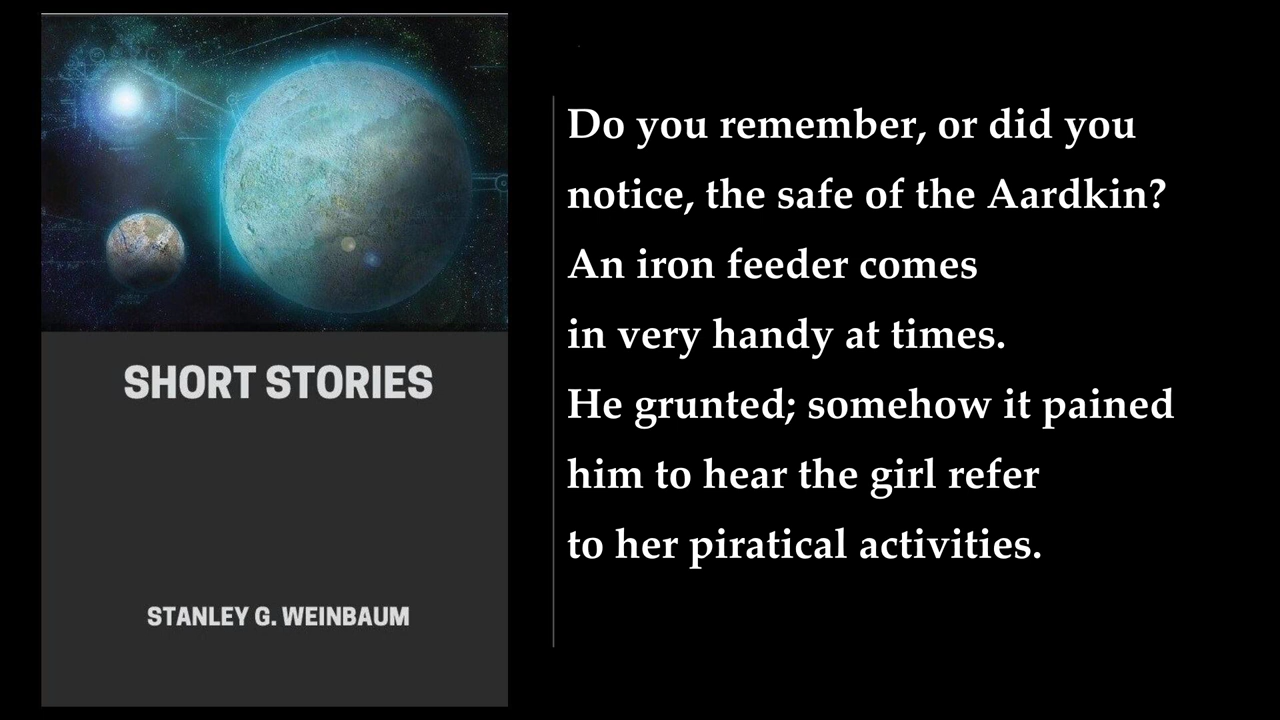 SHORT STORIES
STANLEY G. WEINBAUM
Do you remember, or did you
notice, the safe of the Aardkin?
An iron feeder comes
in very handy at times.
He grunted; somehow it pained
him to hear the girl refer
to her piratical activities.